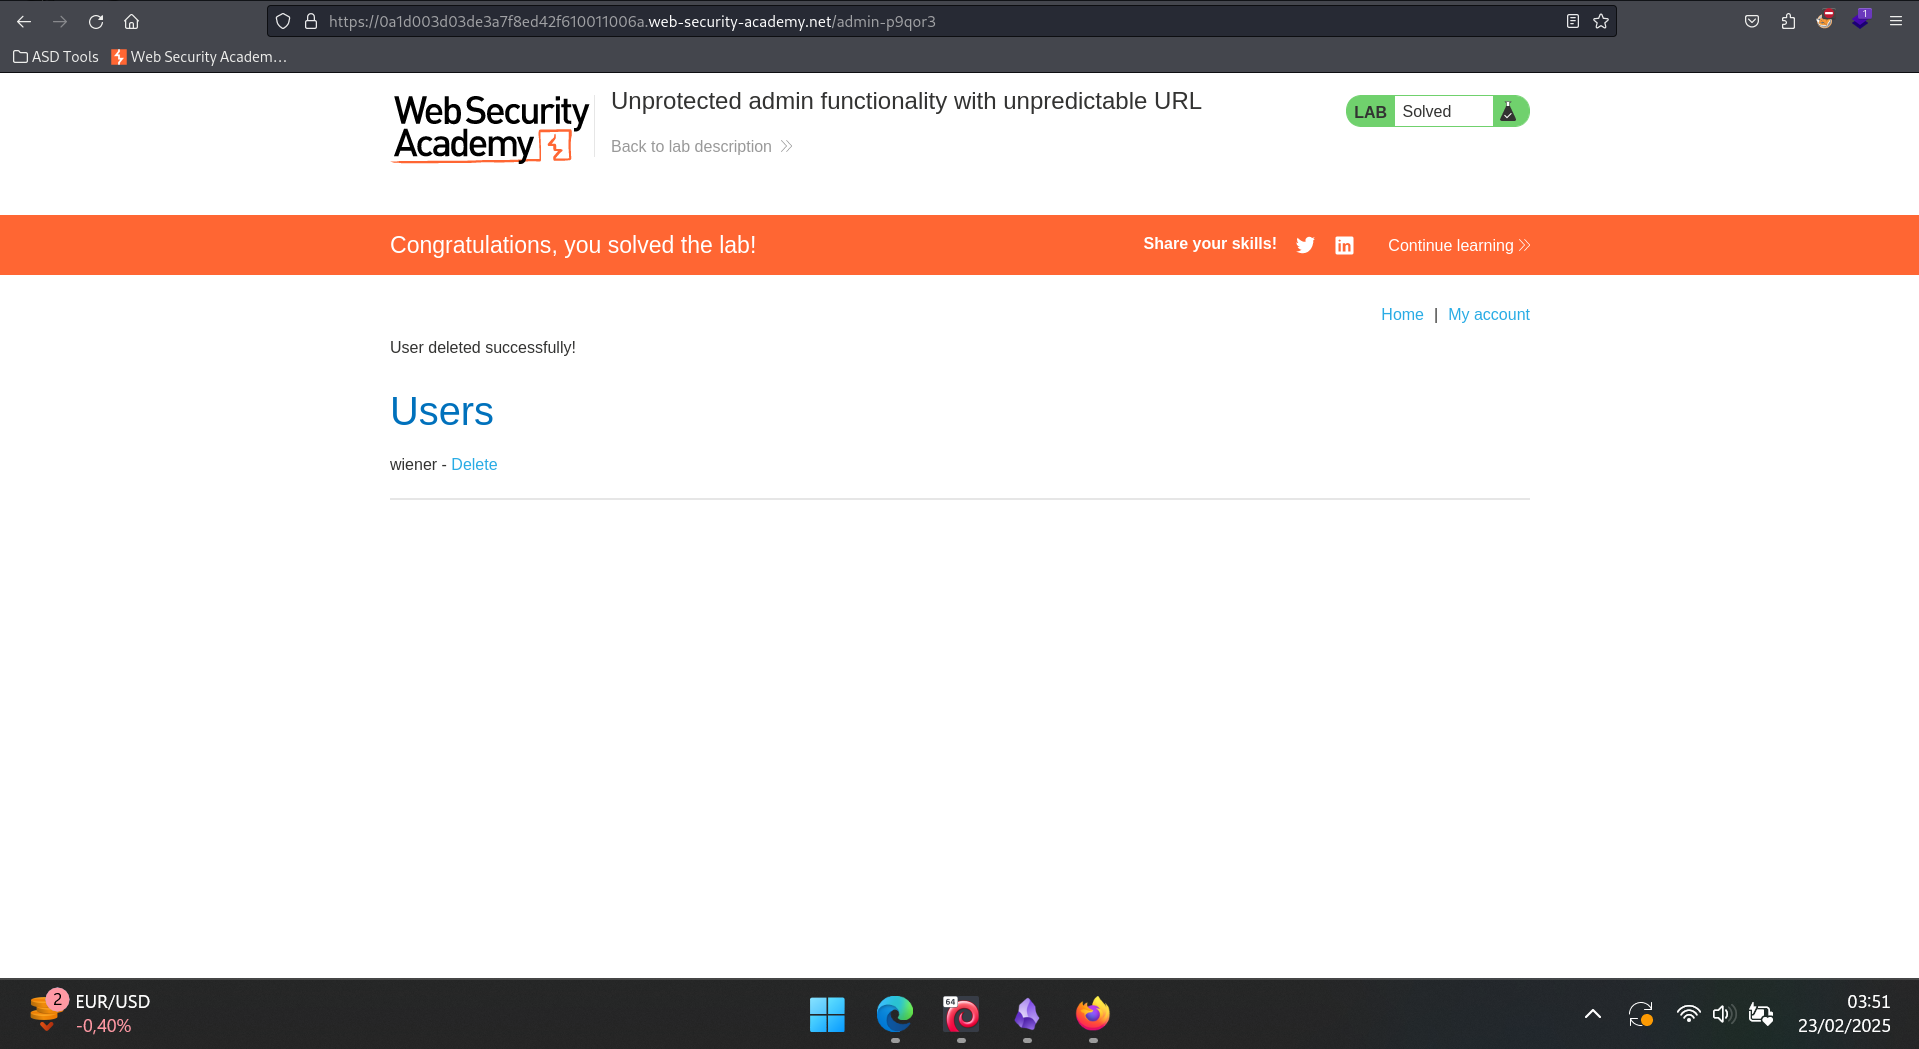 https://0a1d003d03de3a7f8ed42f610011006a.web-security-academy.net/admin-p9qor3
1
ASD Tools
Web Security Academ…
Web Security
Academy
Unprotected admin functionality with unpredictable URL
Back to lab description
LAB Solved
Congratulations, you solved the lab!
Share your skills!
Continue learning
Home | My account
User deleted successfully!
Users
wiener - Delete
2
EUR/USD
-0,40%
64
03:51
23/02/2025